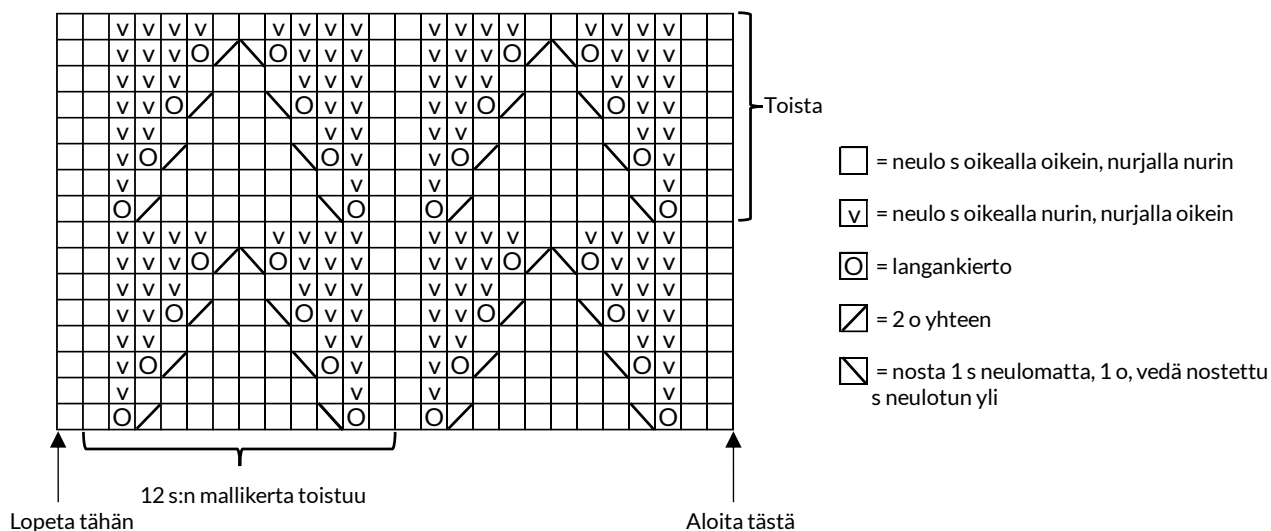 v v v v v v v v v v v v v v v v
v v v O O v v v v v v O O v v v
v v v v v v v v v v v v
v v O O v v v v O O v v
Toista
v v v v v v v v
v O O v v O O v
v v v v
O O O O
v v v v v v v v v v v v v v v v
v v v O O v v v v v v O O v v v
v v v v v v v v v v v v
v v O O v v v v O O v v
v v v v v v v v
v O O v v O O v
v v v v
O O O O
= neulo s oikealla oikein, nurjalla nurin
v = neulo s oikealla nurin, nurjalla oikein
O = langankierto
= 2 o yhteen
= nosta 1 s neulomatta, 1 o, vedä nostettu
s neulotun yli
12 s:n mallikerta toistuu
Lopeta tähän
Aloita tästä